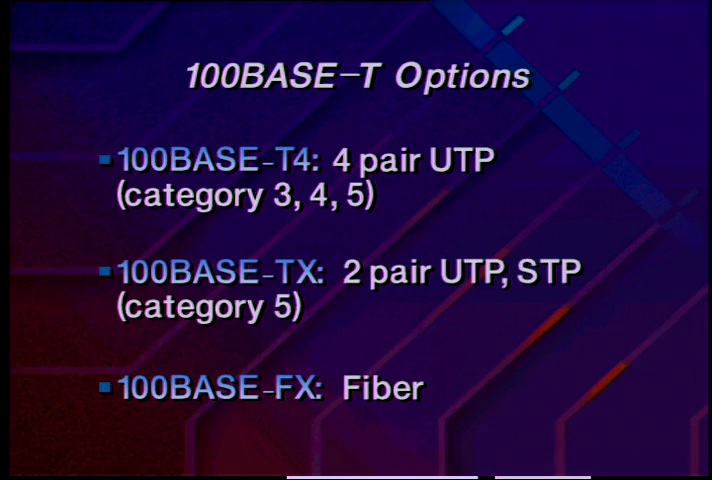 100BASE-T Options
100BASE-T4: 4 pair UTP
(category 3, 4, 5)
100BASE-TX: 2 pair UTP, STP
(category 5)
100BASE-FX: Fiber